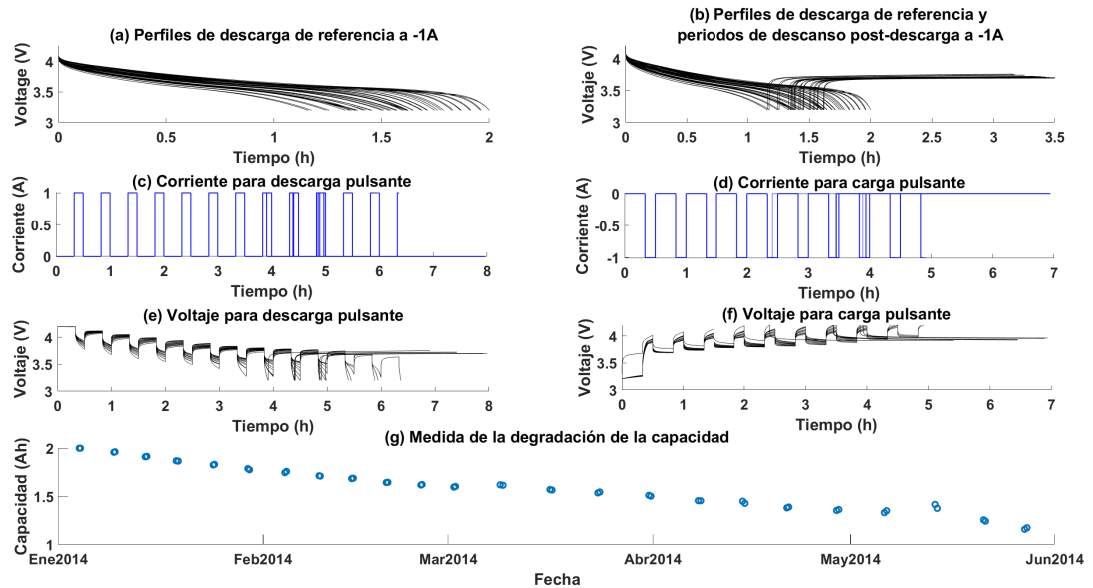 (a) Perfiles de descarga de referencia a -1A
Voltage (V)
4
3.5
3
0 0.5 1 1.5 2
Tiempo (h)
(b) Perfiles de descarga de referencia y
periodos de descanso post-descarga a -1A
Voltaje (V)
4
3.5
3
0 0.5 1 1.5 2 2.5 3 3.5
Tiempo (h)
(c) Corriente para descarga pulsante
Corriente (A)
1
0.5
0
0 1 2 3 4 5 6 7 8
Tiempo (h)
(d) Corriente para carga pulsante
Corriente (A)
0
-0.5
-1
0 1 2 3 4 5 6 7
Tiempo (h)
(e) Voltaje para descarga pulsante
Voltaje (V)
4
3.5
3
0 1 2 3 4 5 6 7 8
Tiempo (h)
(f) Voltaje para carga pulsante
Voltaje (V)
4
3.5
3
0 1 2 3 4 5 6 7
Tiempo (h)
(g) Medida de la degradación de la capacidad
Capacidad (Ah)
2
1.5
1
Ene2014 Feb2014 Mar2014 Abr2014 May2014 Jun2014
Fecha